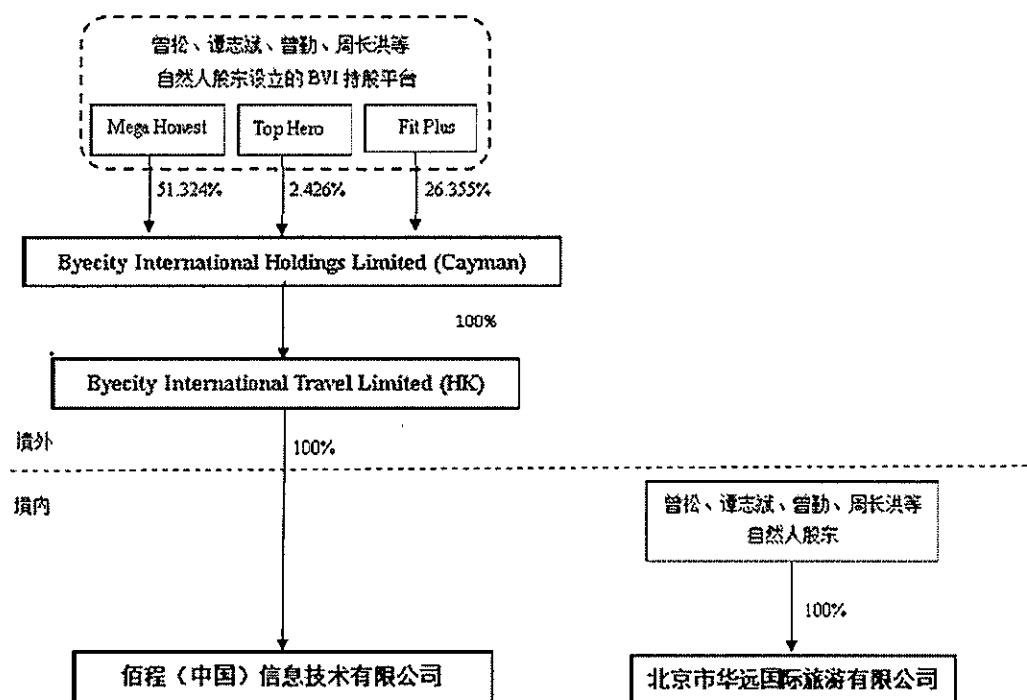 曾松、谭志斌、曾勤、周长洪等
自然人股东设立的 BVI 持股平台
Mega Honest
Top Hero
Fit Plus
51.324%
2.426%
26.355%
Byecity International Holdings Limited (Cayman)
100%
Byecity International Travel Limited (HK)
境外
100%
境内
曾松、谭志斌、曾勤、周长洪等
自然人股东
100%
佰程（中国）信息技术有限公司
北京市华远国际旅游有限公司